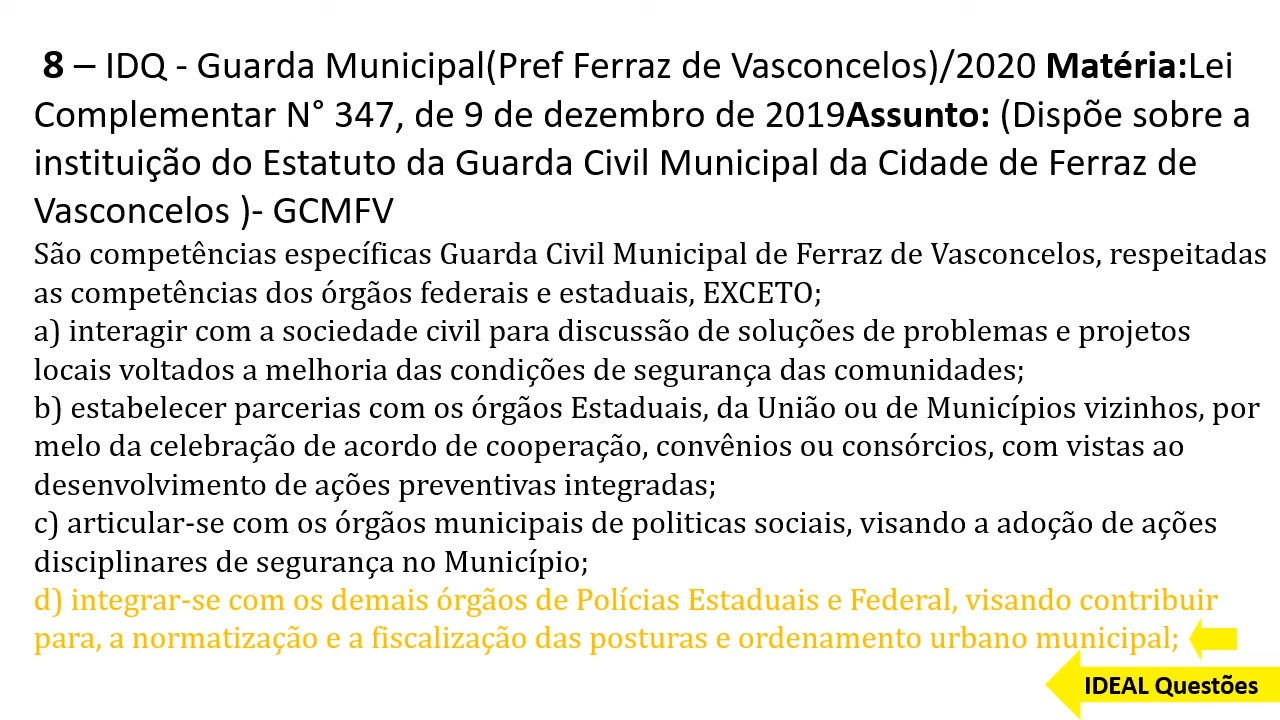 8 – IDQ - Guarda Municipal(Pref Ferraz de Vasconcelos)/2020 Matéria:Lei
Complementar N° 347, de 9 de dezembro de 2019Assunto: (Dispõe sobre a
instituição do Estatuto da Guarda Civil Municipal da Cidade de Ferraz de
Vasconcelos )- GCMFV
São competências específicas Guarda Civil Municipal de Ferraz de Vasconcelos, respeitadas
as competências dos órgãos federais e estaduais, EXCETO;
a) interagir com a sociedade civil para discussão de soluções de problemas e projetos
locais voltados a melhoria das condições de segurança das comunidades;
b) estabelecer parcerias com os órgãos Estaduais, da União ou de Municípios vizinhos, por
melo da celebração de acordo de cooperação, convênios ou consórcios, com vistas ao
desenvolvimento de ações preventivas integradas;
c) articular-se com os órgãos municipais de politicas sociais, visando a adoção de ações
disciplinares de segurança no Município;
d) integrar-se com os demais órgãos de Polícias Estaduais e Federal, visando contribuir
para, a normatização e a fiscalização das posturas e ordenamento urbano municipal;
IDEAL Questões